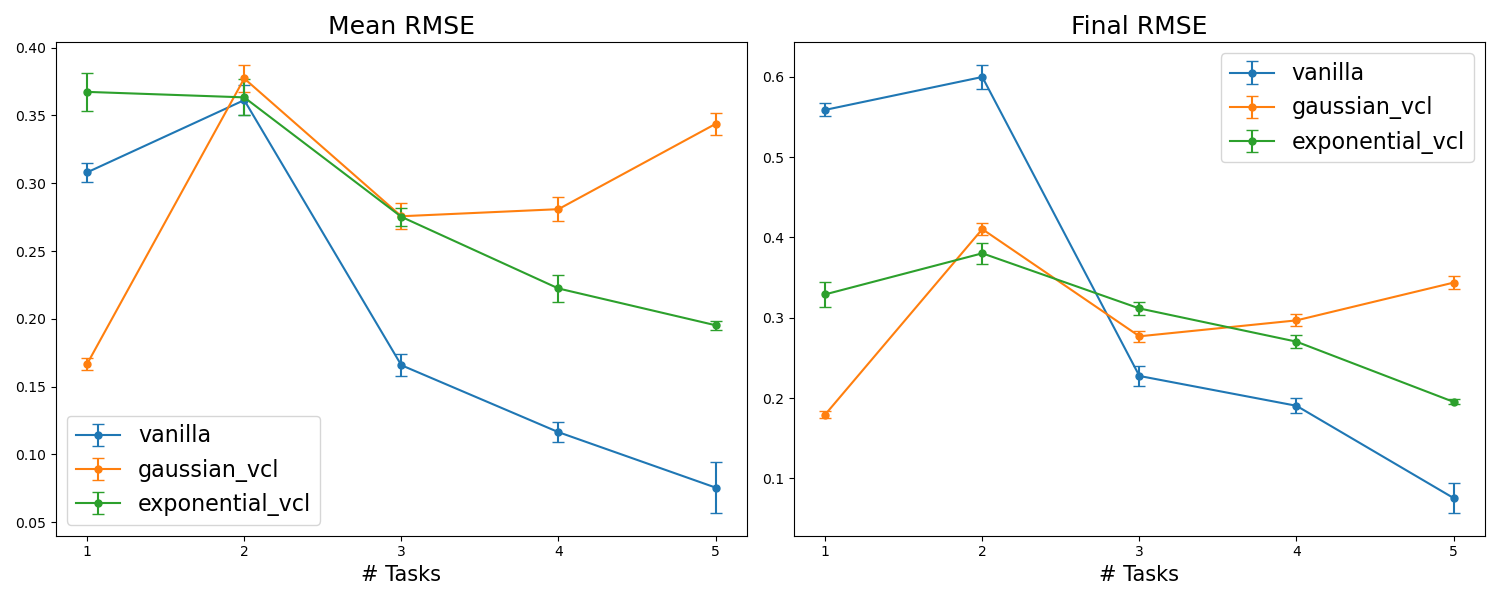 Mean RMSE
0.40
0.35
0.30
0.25
0.20
0.15
0.10
0.05
vanilla
gaussian_vcl
exponential_vcl
1 2 3 4 5
# Tasks
Final RMSE
0.6
0.5
0.4
0.3
0.2
0.1
vanilla
gaussian_vcl
exponential_vcl
1 2 3 4 5
# Tasks